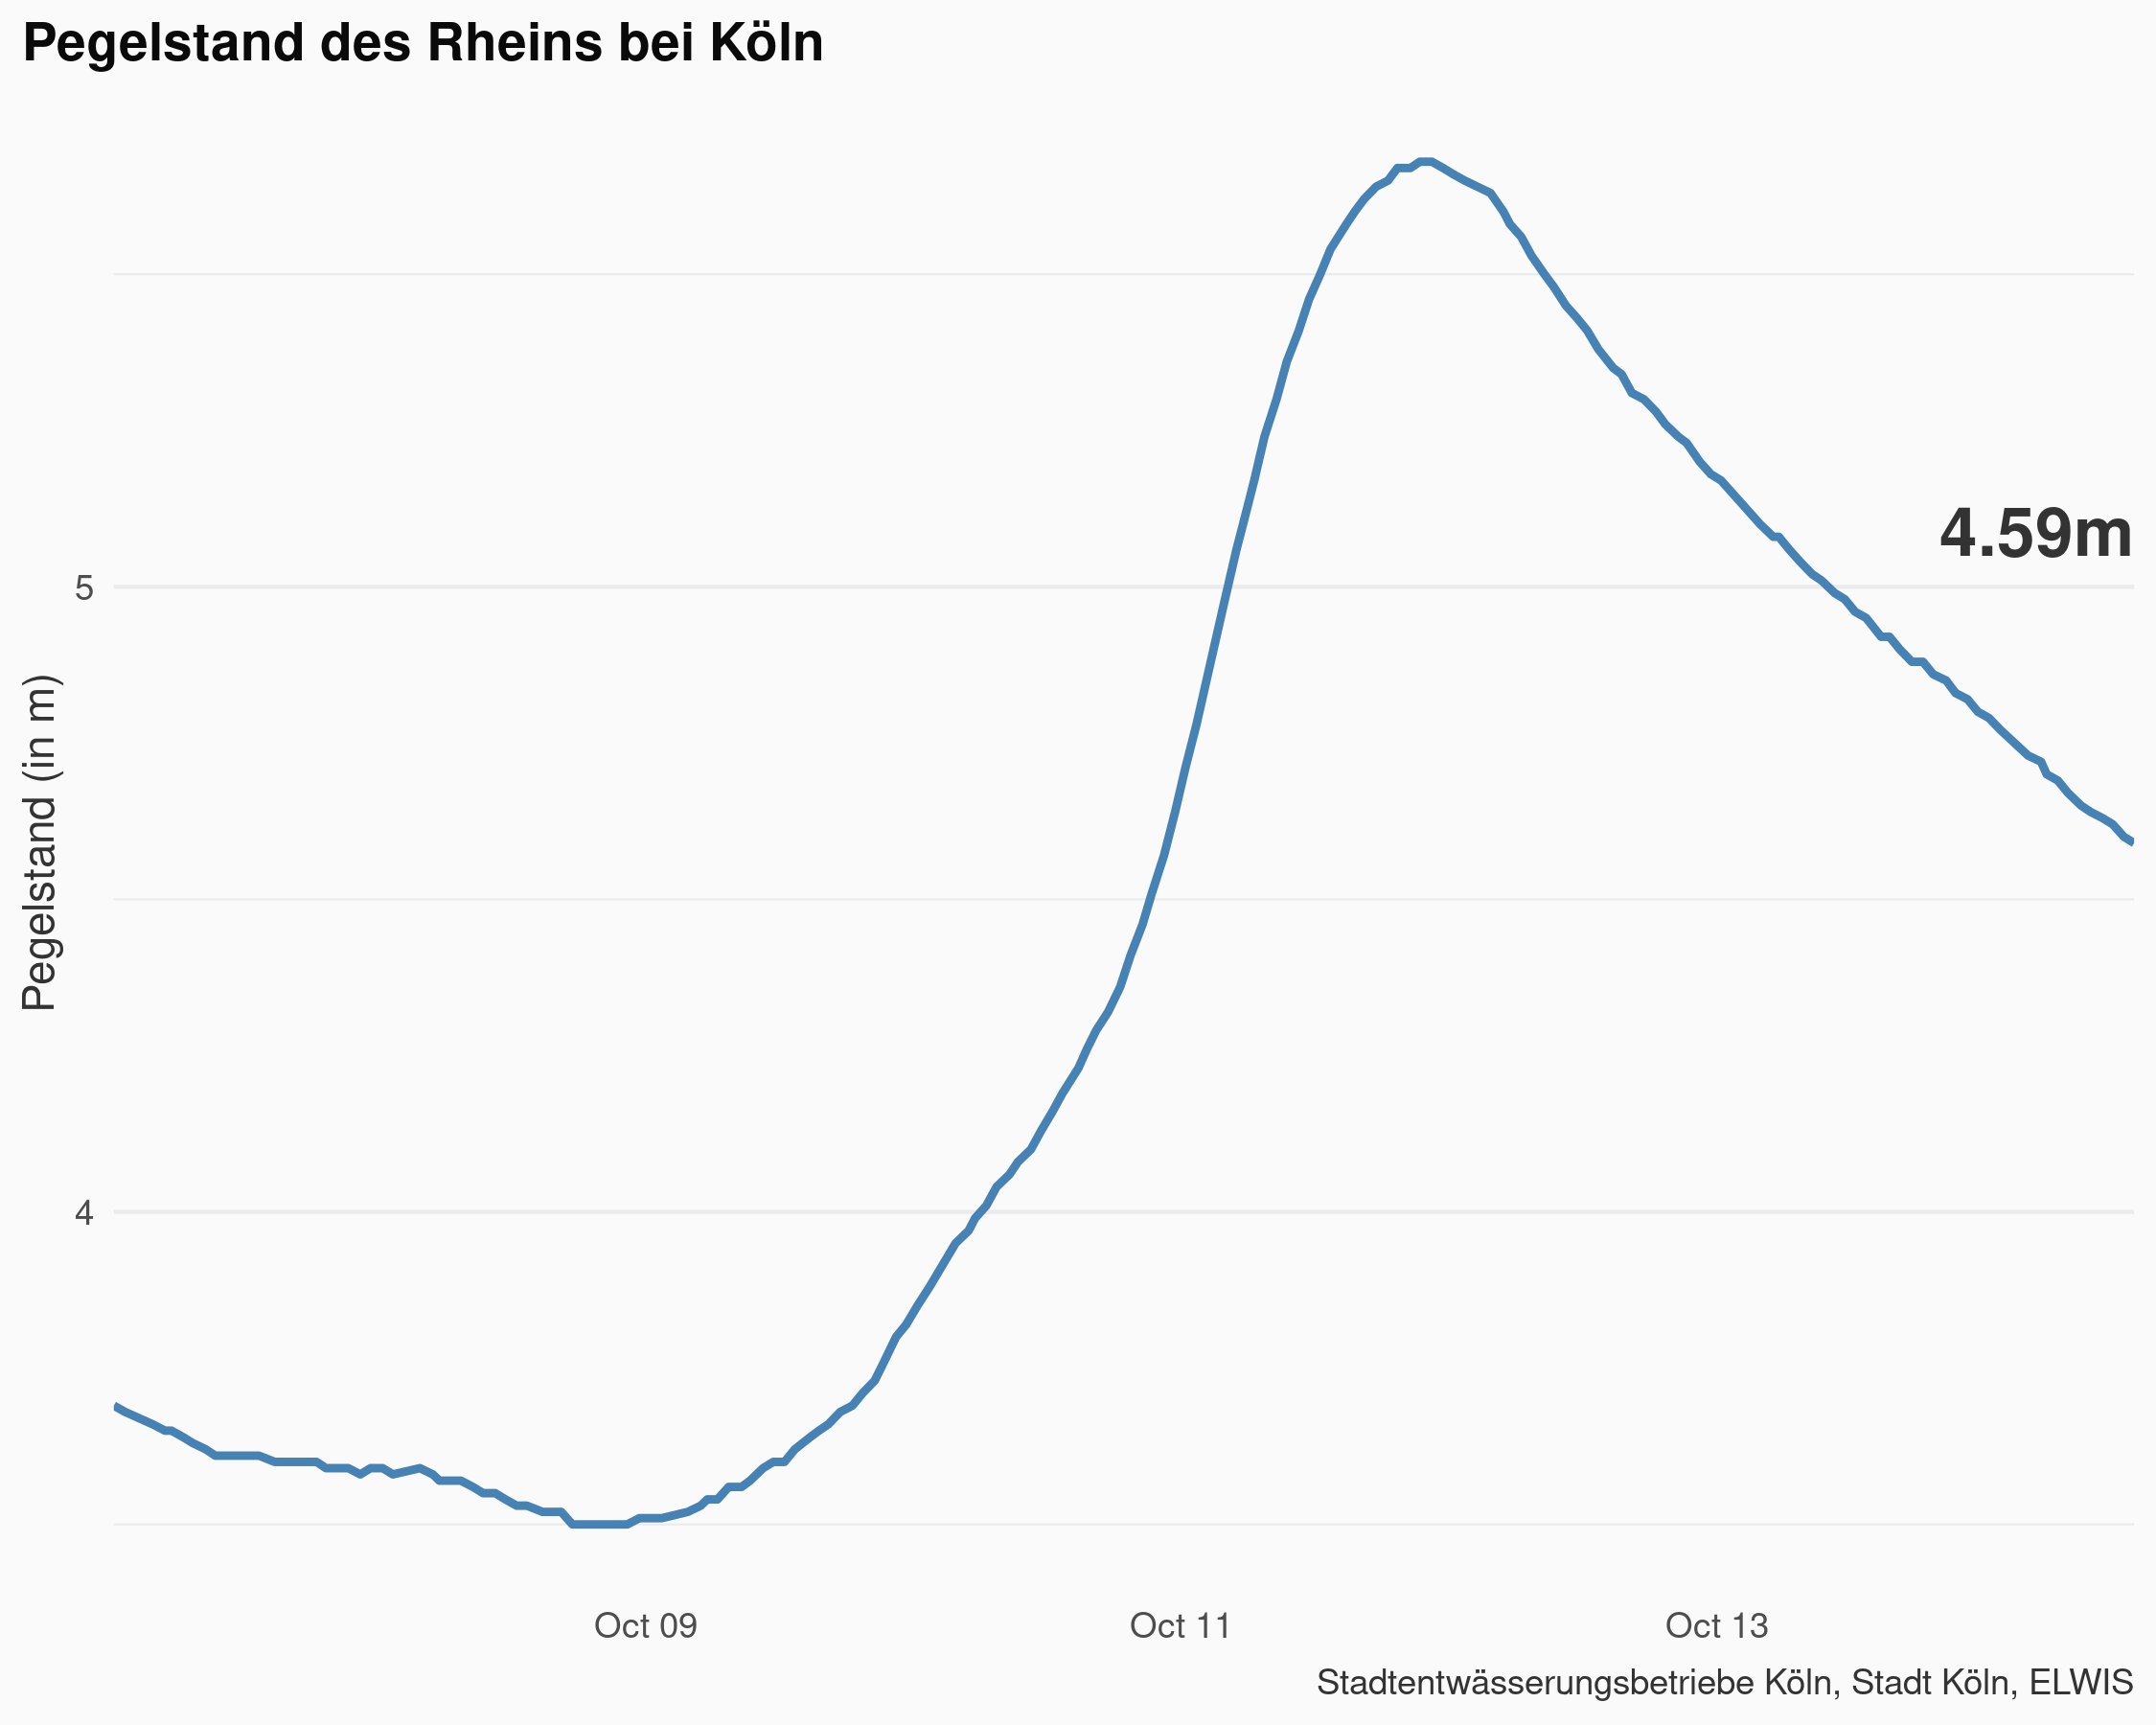 Pegelstand des Rheins bei Köln
4.59m
5
Pegelstand (in m)
4
Oct 09
Oct 11
Oct 13
Stadtentwässerungsbetriebe Köln, Stadt Köln, ELWIS